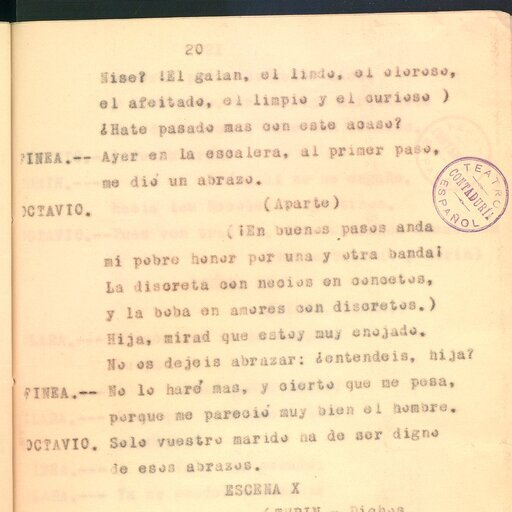 20
Nise? !El galan, el lindo, el oloroso,
el afeitado, el limpio y el curioso )
¿Hate pasado mas con este acaso?
FINEA.-- Ayer en la escalera, al primer paso,
me dió un abrazo.
OCTAVIO. (Aparte)
(¡En buenos pasos anda
mi pobre honor por una y otra banda¡
La discreta con necios en concetos,
y la boba en amores con discretos.)
Hija, mirad que estoy muy enojado.
No os dejeis abrazar: ¿entendeis, hija?
FINEA.-- No lo haré mas, y cierto que me pesa,
porque me pareció muy bien el hombre.
OCTAVIO. Solo vuestro marido ha de ser digno
de esos abrazos.
ESCENA X
(TURIN - Dichos
TEATRO
CONTADURÍA
ESPAÑOL